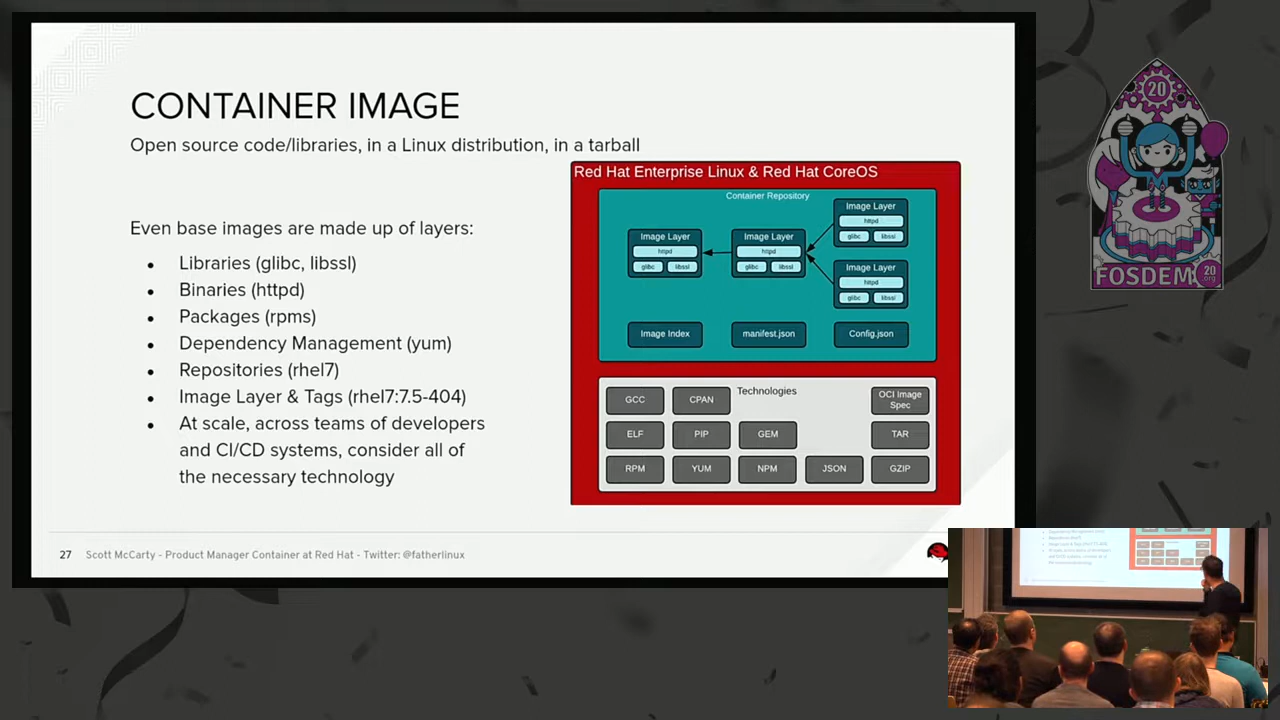 CONTAINER IMAGE
Open source code/libraries, in a Linux distribution, in a tarball
Even base images are made up of layers:
Libraries (glibc, libssl)
Binaries (httpd)
Packages (rpms)
Dependency Management (yum)
Repositories (rhel7)
Image Layer & Tags (rhel7:7.5-404)
At scale, across teams of developers
and CI/CD systems, consider all of
the necessary technology
Red Hat Enterprise Linux & Red Hat CoreOS
Container Repository
Image Layer
httpd
glibc libssl
Image Layer
httpd
glibc libssl
Image Layer
httpd
glibc libssl
Image Layer
httpd
glibc libssl
Image Index manifest.json Config.json
Technologies
GCC CPAN OCI Image
Spec
ELF PIP GEM TAR
RPM YUM NPM JSON GZIP
27 Scott McCarty - Product Manager Container at Red Hat - Twitter: @fatherlinux
20
FOSDEM 20
.org